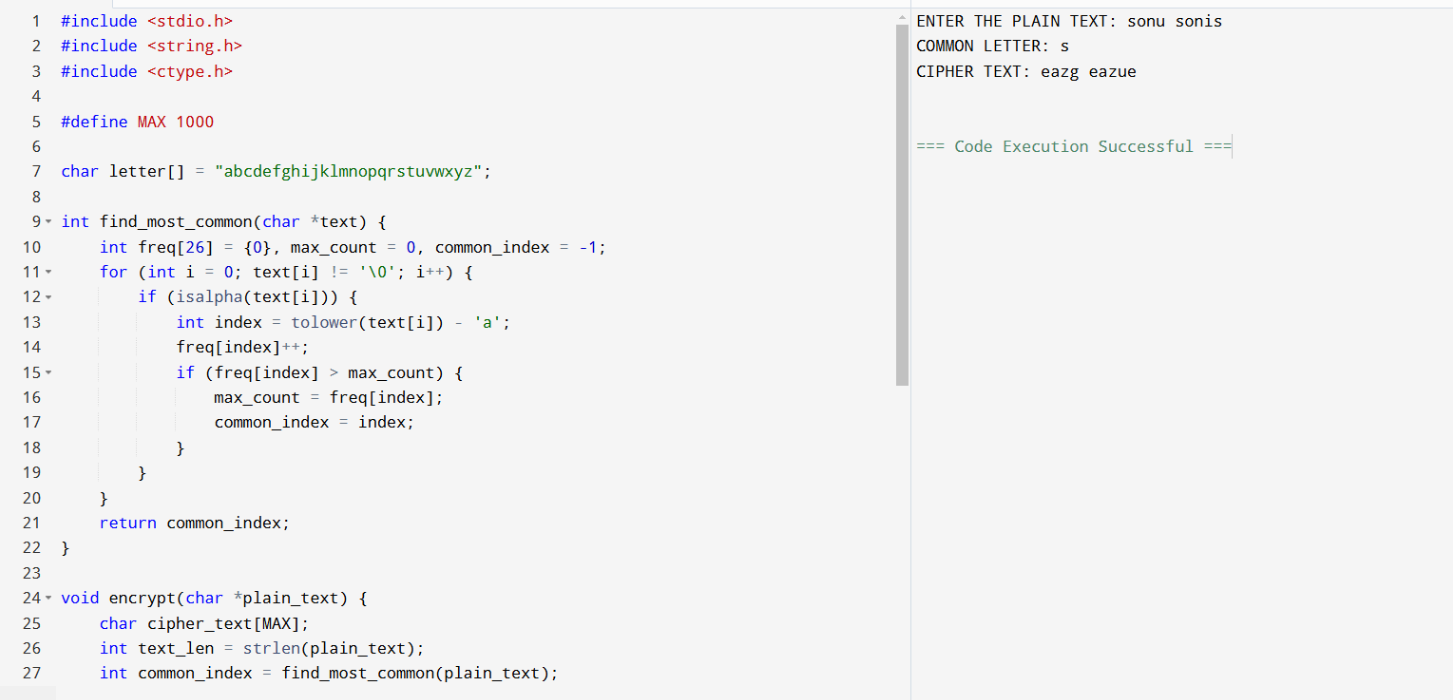 1 #include <stdio.h>
2 #include <string.h>
3 #include <ctype.h>
4
5 #define MAX 1000
6
7 char letter[] = "abcdefghijklmnopqrstuvwxyz";
8
9 int find_most_common(char *text) {
10     int freq[26] = {0}, max_count = 0, common_index = -1;
11     for (int i = 0; text[i] != '\0'; i++) {
12         if (isalpha(text[i])) {
13             int index = tolower(text[i]) - 'a';
14             freq[index]++;
15             if (freq[index] > max_count) {
16                 max_count = freq[index];
17                 common_index = index;
18             }
19         }
20     }
21     return common_index;
22 }
23
24 void encrypt(char *plain_text) {
25     char cipher_text[MAX];
26     int text_len = strlen(plain_text);
27     int common_index = find_most_common(plain_text);
ENTER THE PLAIN TEXT: sonu sonis
COMMON LETTER: s
CIPHER TEXT: eazg eazue
=== Code Execution Successful ===